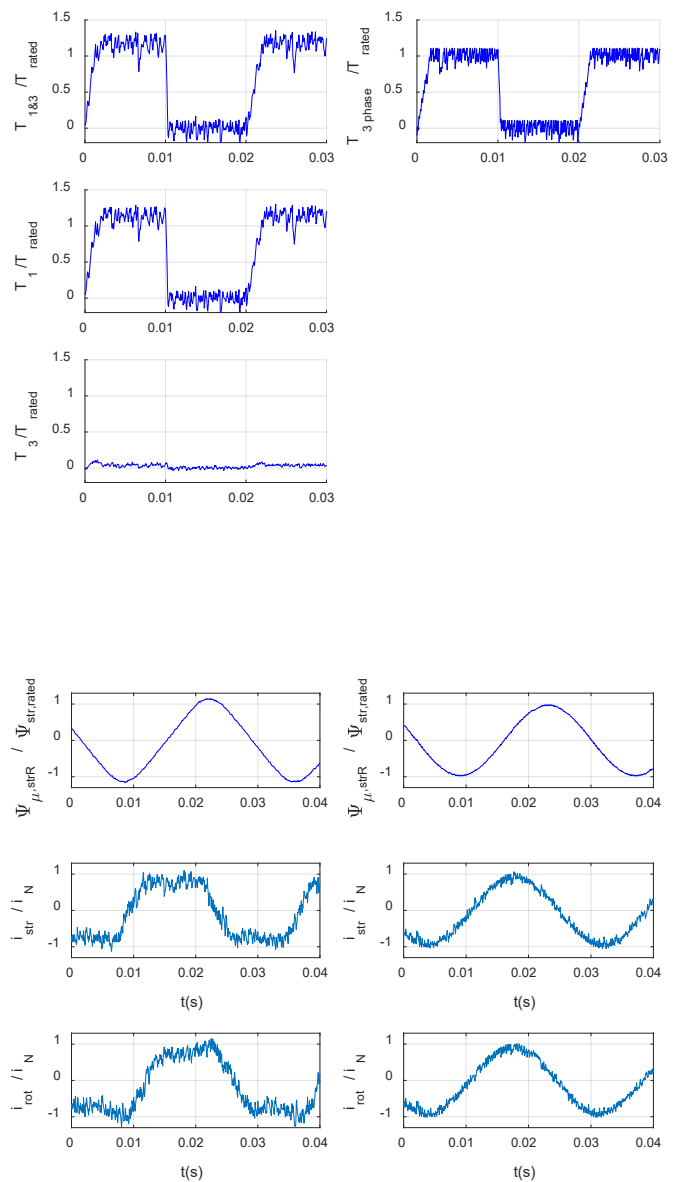 T 1&3 /T rated
1.5
1
0.5
0
0 0.01 0.02 0.03
T 3 phase /T rated
1.5
1
0.5
0
0 0.01 0.02 0.03
T 1 /T rated
1.5
1
0.5
0
0 0.01 0.02 0.03
T 3 /T rated
1.5
1
0.5
0
0 0.01 0.02 0.03
Ψ μ,strR / Ψ str,rated
1
0
-1
0 0.01 0.02 0.03 0.04
Ψ μ,strR / Ψ str,rated
1
0
-1
0 0.01 0.02 0.03 0.04
i str / i N
1
0
-1
0 0.01 0.02 0.03 0.04
t(s)
i str / i N
1
0
-1
0 0.01 0.02 0.03 0.04
t(s)
i rot / i N
1
0
-1
0 0.01 0.02 0.03 0.04
t(s)
i rot / i N
1
0
-1
0 0.01 0.02 0.03 0.04
t(s)